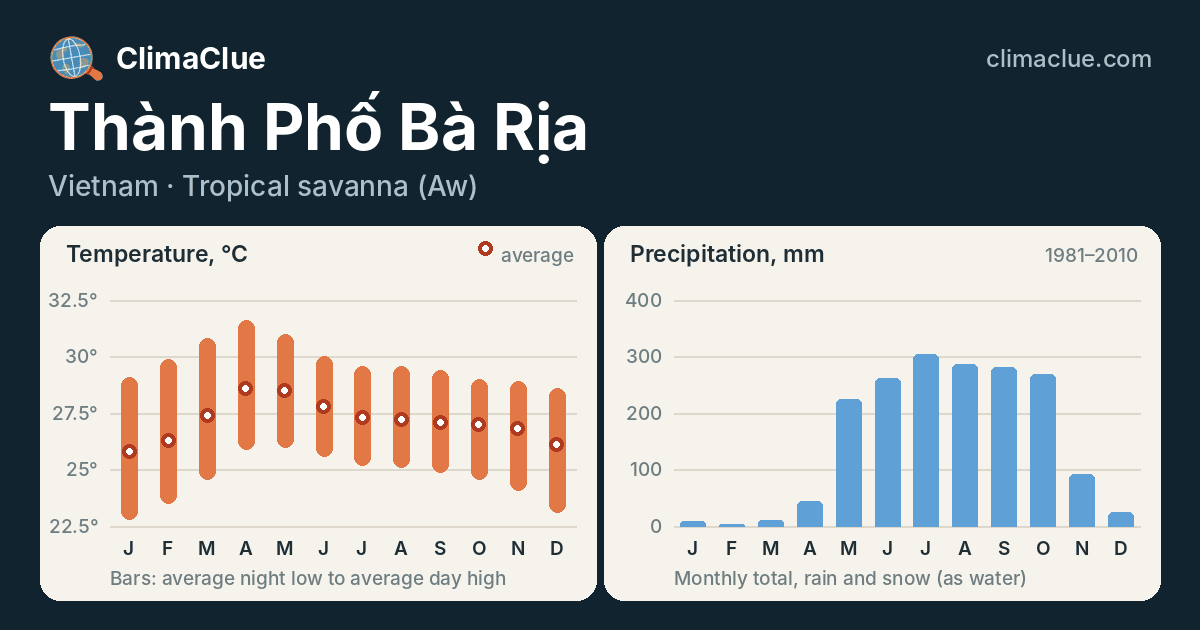 ClimaClue
climaclue.com
Thành Phố Bà Rịa
Vietnam · Tropical savanna (Aw)
Temperature, °C
average
32.5°
30°
27.5°
25°
22.5°
J F M A M J J A S O N D
Bars: average night low to average day high
Precipitation, mm
1981–2010
400
300
200
100
0
J F M A M J J A S O N D
Monthly total, rain and snow (as water)